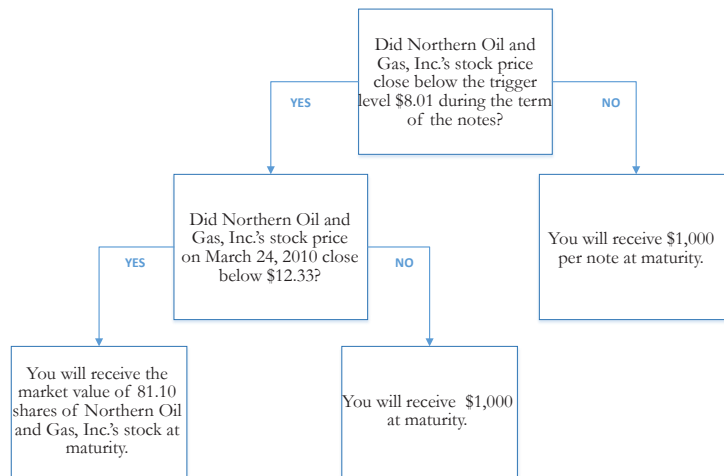 Did Northern Oil and
Gas, Inc.'s stock price
close below the trigger
level $8.01 during the term
of the notes?
YES
NO
Did Northern Oil and
Gas, Inc.'s stock price
on March 24, 2010 close
below $12.33?
You will receive $1,000
per note at maturity.
YES
NO
You will receive the
market value of 81.10
shares of Northern Oil
and Gas, Inc.'s stock at
maturity.
You will receive $1,000
at maturity.